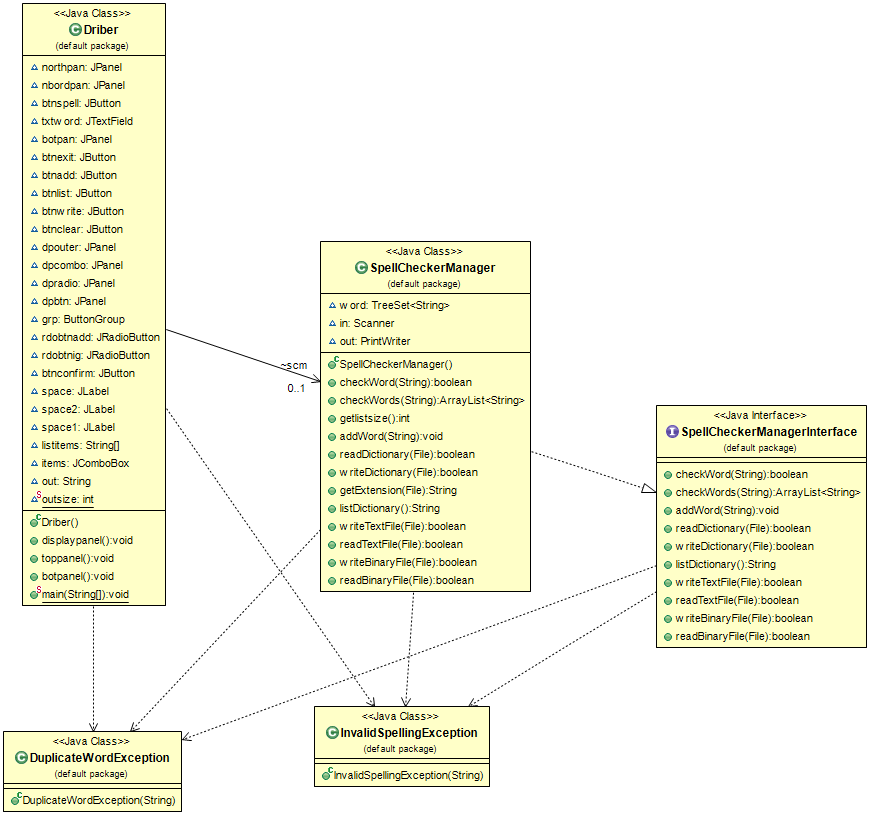 <<Java Class>>
Driber
(default package)
northpan: JPanel
nbordpan: JPanel
btnspell: JButton
txtword: JTextField
botpan: JPanel
btnexit: JButton
btnadd: JButton
btnlist: JButton
btnwrite: JButton
btnclear: JButton
dpouter: JPanel
dpcombo: JPanel
dpradio: JPanel
dpbtn: JPanel
grp: ButtonGroup
rdobtnadd: JRadioButton
rdobtnig: JRadioButton
btnconfirm: JButton
space: JLabel
space2: JLabel
space1: JLabel
listitems: String[]
items: JComboBox
out: String
outsize: int
Driber()
displaypanel():void
toppanel():void
botpanel():void
main(String[]):void
~scm
0..1
<<Java Class>>
SpellCheckerManager
(default package)
word: TreeSet<String>
in: Scanner
out: PrintWriter
SpellCheckerManager()
checkWord(String):boolean
checkWords(String):ArrayList<String>
getlistsize():int
addWord(String):void
readDictionary(File):boolean
writeDictionary(File):boolean
getExtension(File):String
listDictionary():String
writeTextFile(File):boolean
readTextFile(File):boolean
writeBinaryFile(File):boolean
readBinaryFile(File):boolean
<<Java Interface>>
SpellCheckerManagerInterface
(default package)
checkWord(String):boolean
checkWords(String):ArrayList<String>
addWord(String):void
readDictionary(File):boolean
writeDictionary(File):boolean
listDictionary():String
writeTextFile(File):boolean
readTextFile(File):boolean
writeBinaryFile(File):boolean
readBinaryFile(File):boolean
<<Java Class>>
DuplicateWordException
(default package)
DuplicateWordException(String)
<<Java Class>>
InvalidSpellingException
(default package)
InvalidSpellingException(String)